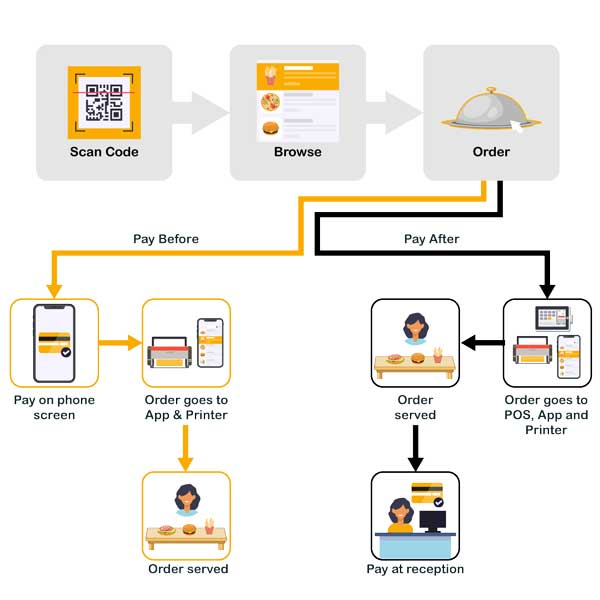 Scan Code
Browse
Order
Pay Before
Pay After
Pay on phone
screen
Order goes to
App & Printer
Order
served
Order goes to
POS, App and
Printer
Order served
Pay at reception